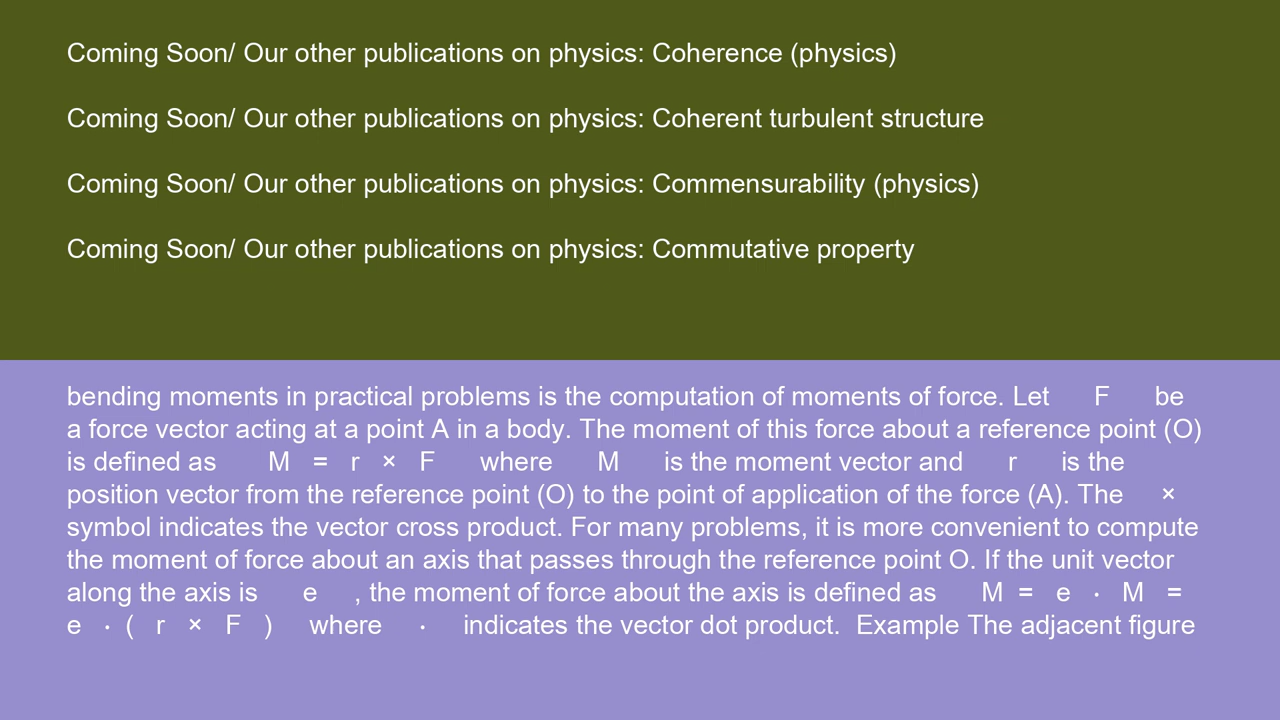 Coming Soon/ Our other publications on physics: Coherence (physics)
Coming Soon/ Our other publications on physics: Coherent turbulent structure
Coming Soon/ Our other publications on physics: Commensurability (physics)
Coming Soon/ Our other publications on physics: Commutative property
bending moments in practical problems is the computation of moments of force. Let F be
a force vector acting at a point A in a body. The moment of this force about a reference point (O)
is defined as M = r × F where M is the moment vector and r is the
position vector from the reference point (O) to the point of application of the force (A). The ×
symbol indicates the vector cross product. For many problems, it is more convenient to compute
the moment of force about an axis that passes through the reference point O. If the unit vector
along the axis is e , the moment of force about the axis is defined as M = e ⋅ M =
e ⋅ ( r × F ) where ⋅ indicates the vector dot product. Example The adjacent figure